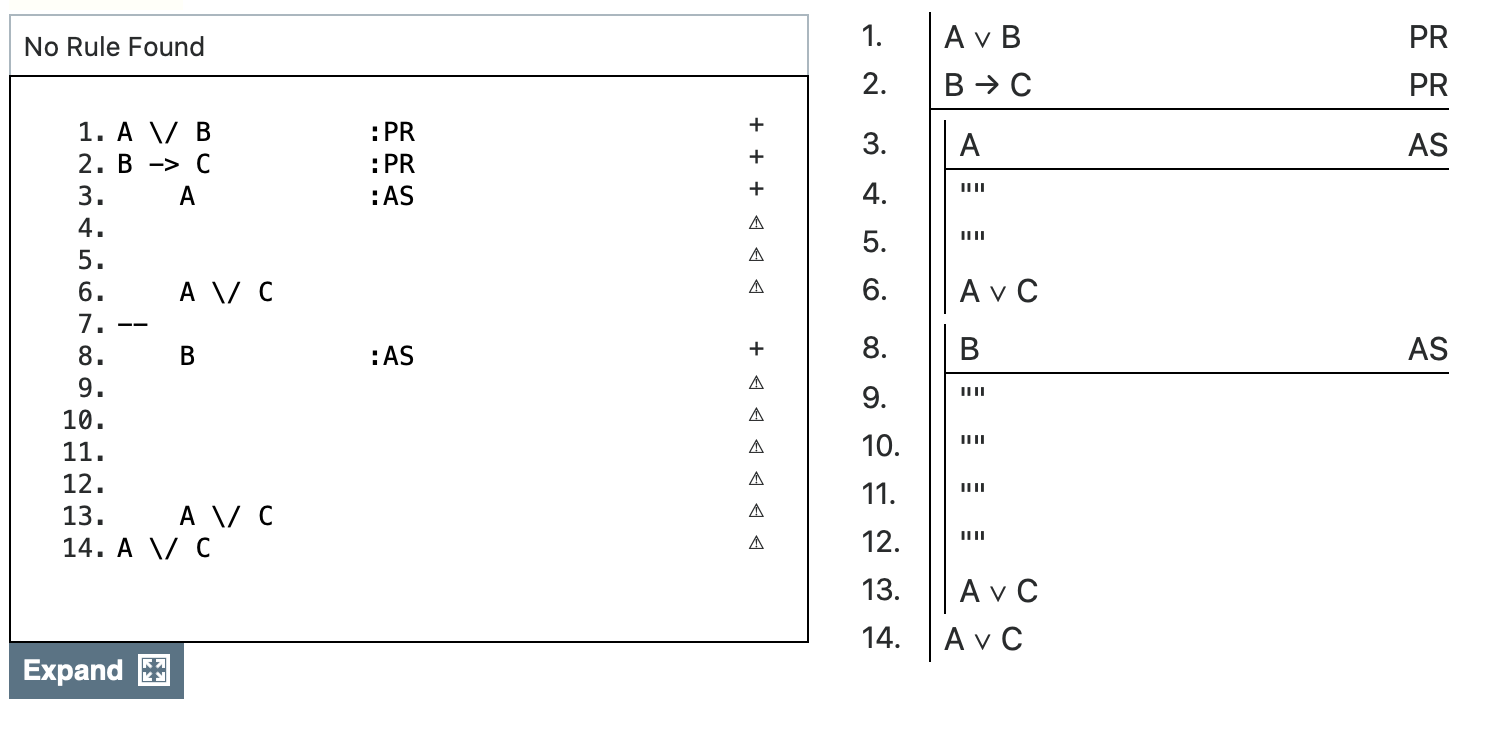 No Rule Found
1. A \/ B :PR +
2. B -> C :PR +
3. A :AS +
4. ⚠
5. ⚠
6. A \/ C ⚠
7. --
8. B :AS +
9. ⚠
10. ⚠
11. ⚠
12. ⚠
13. A \/ C ⚠
14. A \/ C ⚠
Expand
1. A ∨ B PR
2. B → C PR
3. A AS
4. ""
5. ""
6. A ∨ C
8. B AS
9. ""
10. ""
11. ""
12. ""
13. A ∨ C
14. A ∨ C